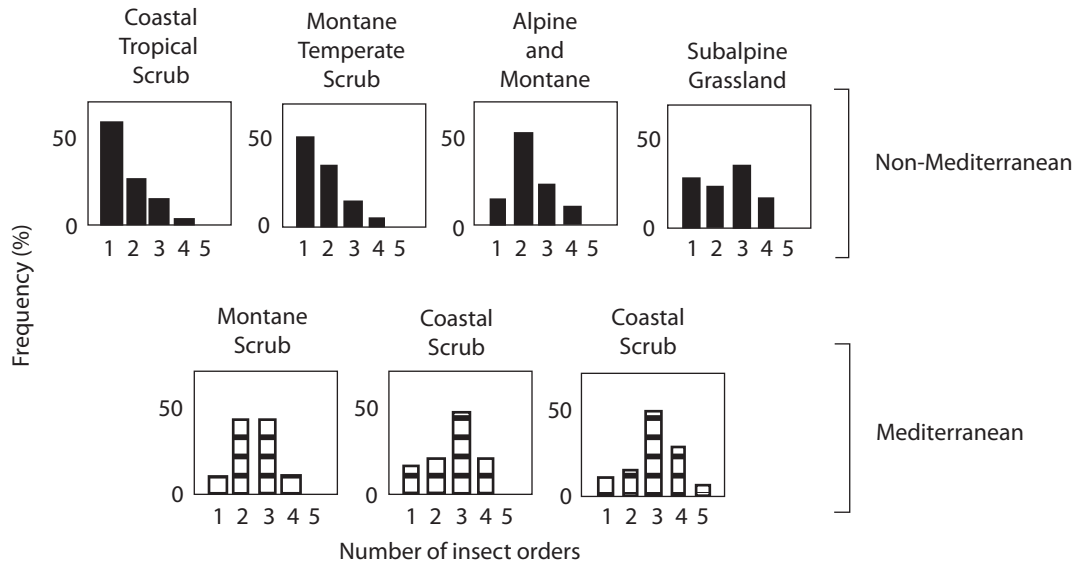 Coastal
Tropical
Scrub
Montane
Temperate
Scrub
Alpine
and
Montane
Subalpine
Grassland
50
0
1 2 3 4 5
50
0
1 2 3 4 5
50
0
1 2 3 4 5
50
0
1 2 3 4 5
Non-Mediterranean
Frequency (%)
Montane
Scrub
Coastal
Scrub
Coastal
Scrub
50
0
1 2 3 4 5
50
0
1 2 3 4 5
50
0
1 2 3 4 5
Mediterranean
Number of insect orders